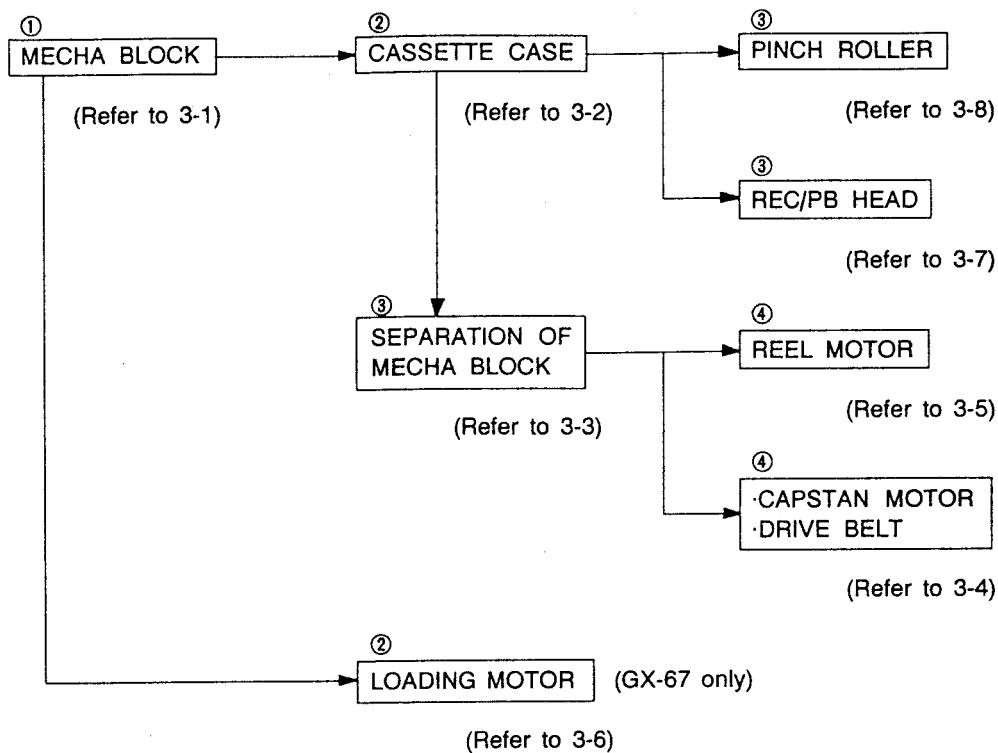 ①
MECHA BLOCK
(Refer to 3-1)
②
CASSETTE CASE
(Refer to 3-2)
③
PINCH ROLLER
(Refer to 3-8)
③
REC/PB HEAD
(Refer to 3-7)
③
SEPARATION OF
MECHA BLOCK
(Refer to 3-3)
④
REEL MOTOR
(Refer to 3-5)
④
·CAPSTAN MOTOR
·DRIVE BELT
(Refer to 3-4)
②
LOADING MOTOR (GX-67 only)
(Refer to 3-6)